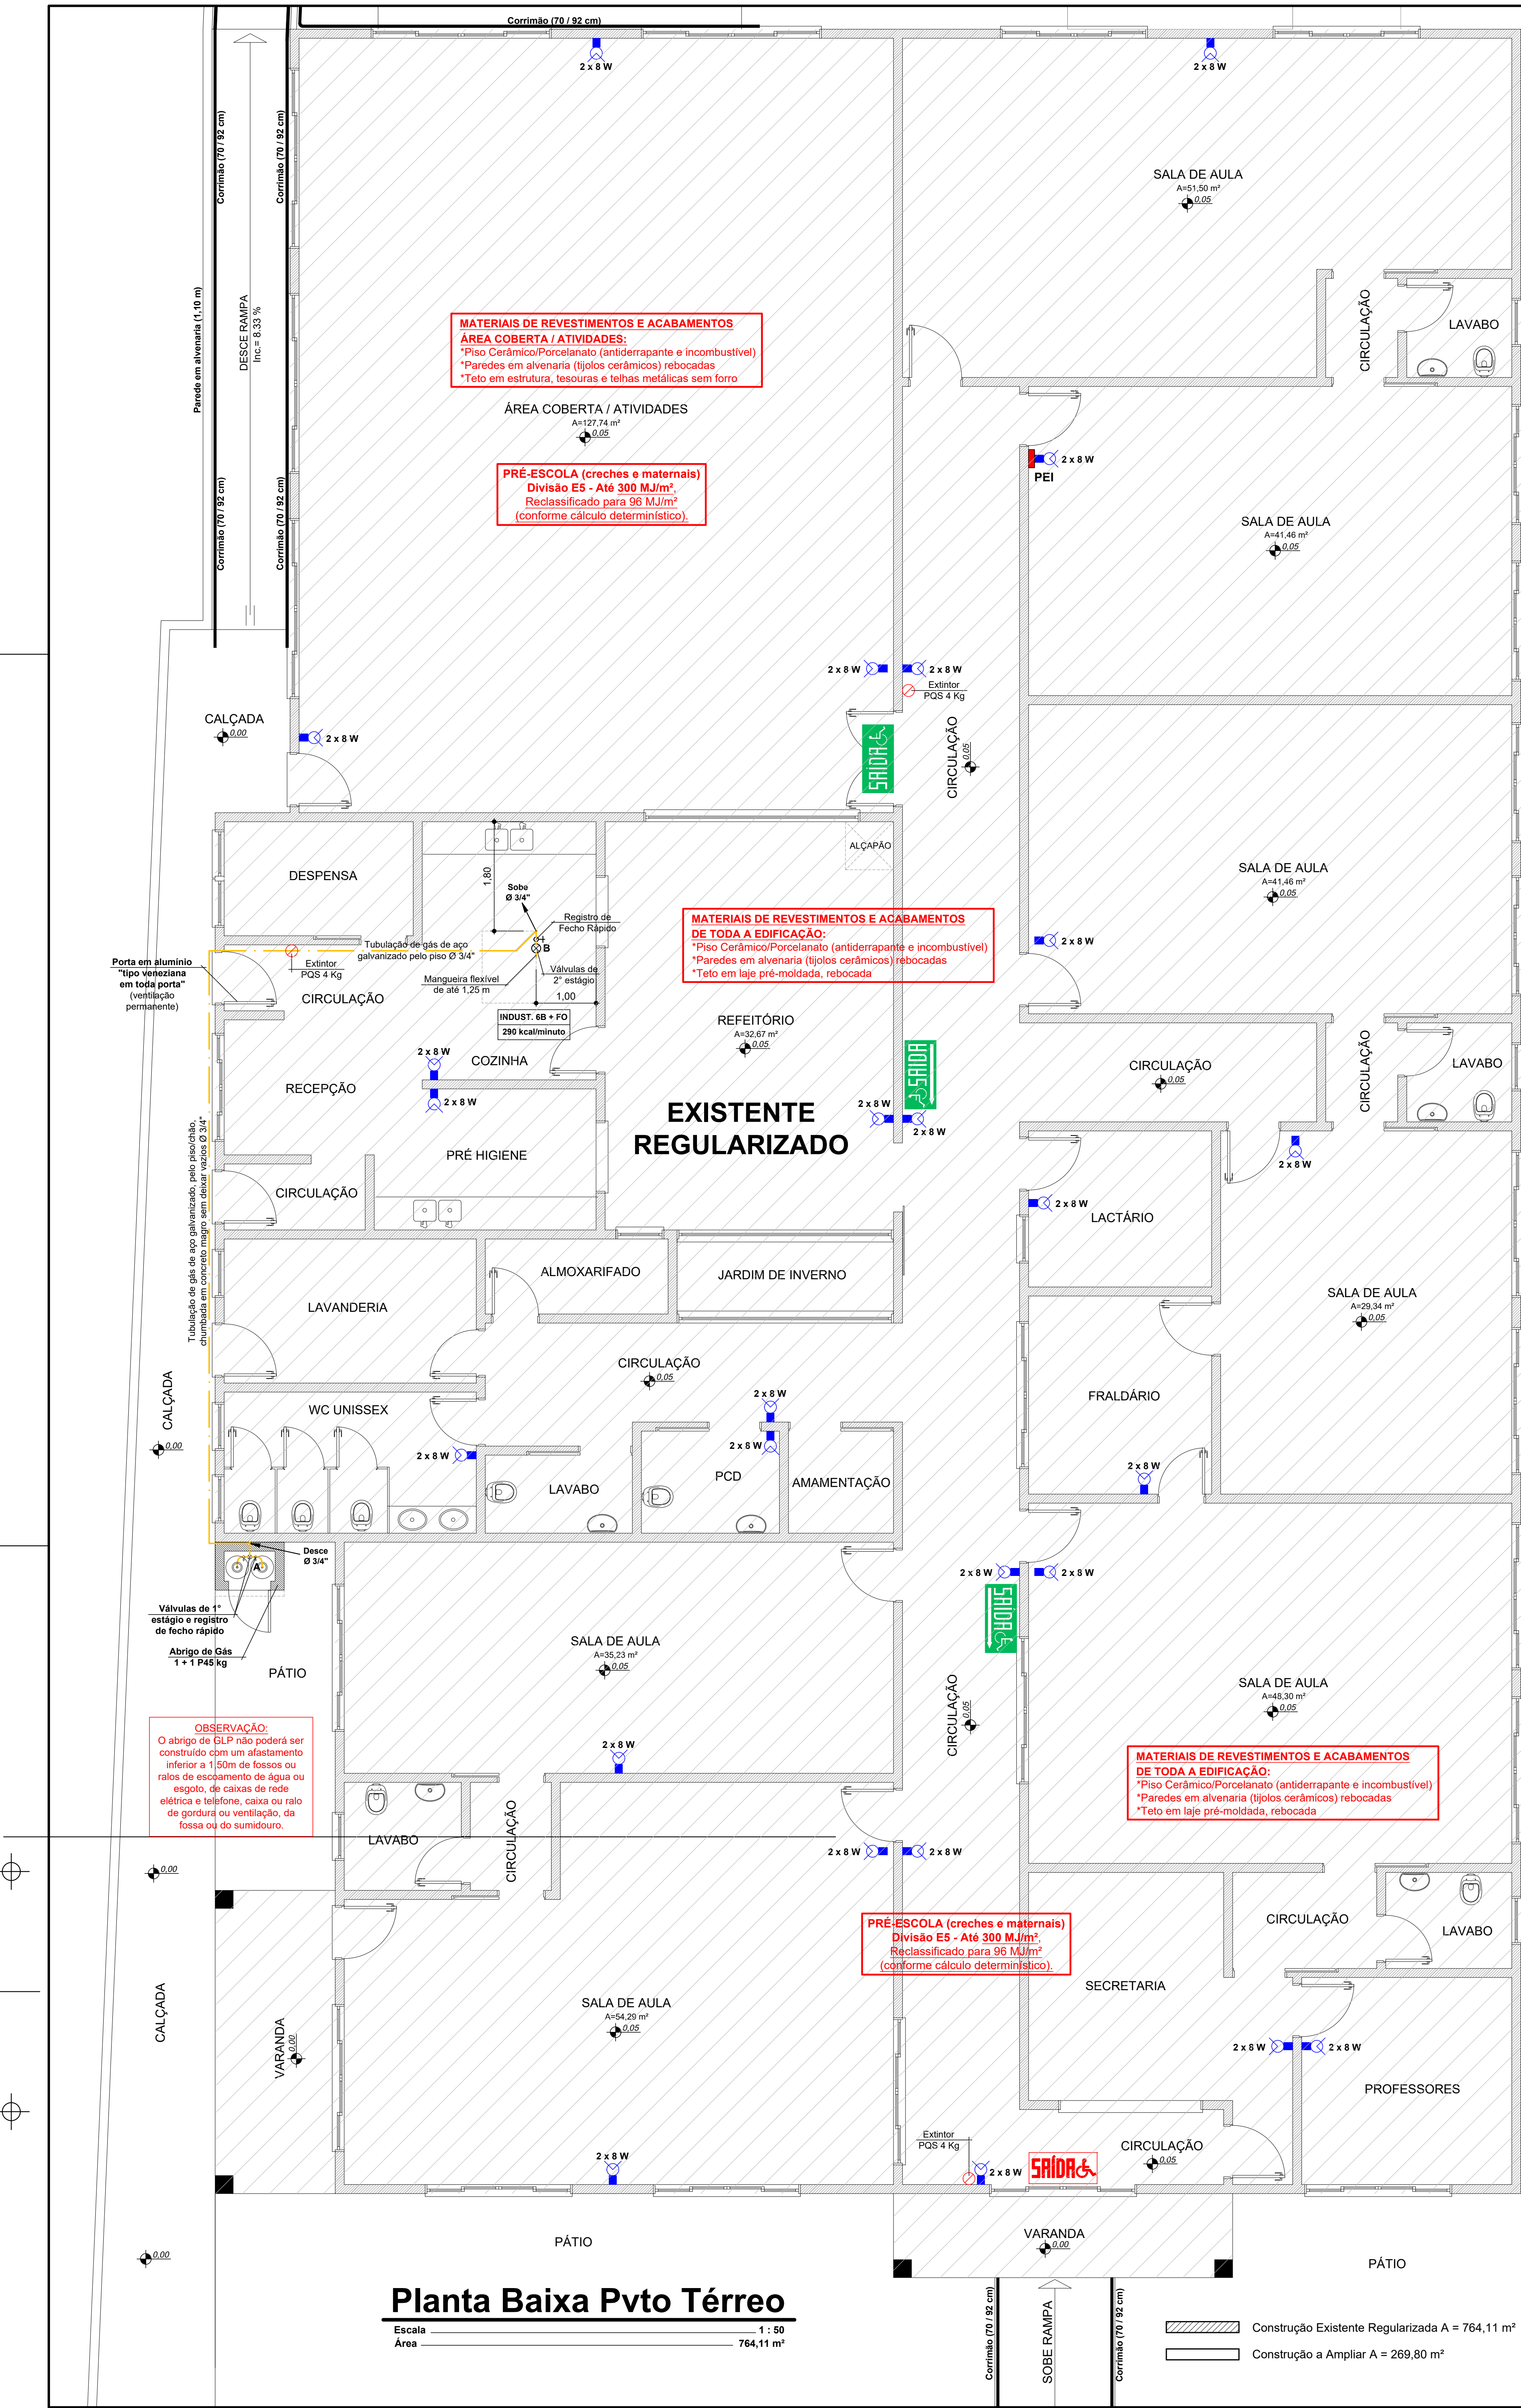 Corrimão (70 / 92 cm)
2 x 8 W
2 x 8 W
Corrimão (70 / 92 cm)
Corrimão (70 / 92 cm)
SALA DE AULA
A=51,50 m²
0,05
Parede em alvenaria (1,10 m)
DESCE RAMPA
Inc.= 8.33 %
CIRCULAÇÃO
LAVABO
MATERIAIS DE REVESTIMENTOS E ACABAMENTOS
ÁREA COBERTA / ATIVIDADES:
*Piso Cerâmico/Porcelanato (antiderrapante e incombustível)
*Paredes em alvenaria (tijolos cerâmicos) rebocadas
*Teto em estrutura, tesouras e telhas metálicas sem forro
ÁREA COBERTA / ATIVIDADES
A=127,74 m²
0,05
PRÉ-ESCOLA (creches e maternais)
Divisão E5 - Até 300 MJ/m²,
Reclassificado para 96 MJ/m²
(conforme cálculo determinístico).
2 x 8 W
PEI
Corrimão (70 / 92 cm)
Corrimão (70 / 92 cm)
SALA DE AULA
A=41,46 m²
0,05
2 x 8 W
2 x 8 W
Extintor
PQS 4 Kg
CALÇADA
0,00
2 x 8 W
SAÍDA
CIRCULAÇÃO
0,05
ALÇAPÃO
DESPENSA
1,80
Sobe
Ø 3/4"
Registro de
Fecho Rápido
B
SALA DE AULA
A=41,46 m²
0,05
MATERIAIS DE REVESTIMENTOS E ACABAMENTOS
DE TODA A EDIFICAÇÃO:
*Piso Cerâmico/Porcelanato (antiderrapante e incombustível)
*Paredes em alvenaria (tijolos cerâmicos) rebocadas
*Teto em laje pré-moldada, rebocada
2 x 8 W
Tubulação de gás de aço
galvanizado pelo piso Ø 3/4"
Porta em alumínio
"tipo veneziana
em toda porta"
(ventilação
permanente)
Extintor
PQS 4 Kg
Mangueira flexível
de até 1,25 m
Válvulas de
2° estágio
1,00
CIRCULAÇÃO
INDUST. 6B + FO
290 kcal/minuto
REFEITÓRIO
A=32,67 m²
0,05
2 x 8 W
COZINHA
RECEPÇÃO
2 x 8 W
SAÍDA
CIRCULAÇÃO
0,05
CIRCULAÇÃO
LAVABO
EXISTENTE
REGULARIZADO
2 x 8 W
2 x 8 W
Tubulação de gás de aço galvanizado, pelo piso/chão,
chumbada em concreto magro sem deixar vazios Ø 3/4"
PRÉ HIGIENE
CIRCULAÇÃO
2 x 8 W
2 x 8 W
LACTÁRIO
ALMOXARIFADO
JARDIM DE INVERNO
LAVANDERIA
SALA DE AULA
A=29,34 m²
0,05
CIRCULAÇÃO
0,05
FRALDÁRIO
CALÇADA
0,00
WC UNISSEX
2 x 8 W
2 x 8 W
2 x 8 W
2 x 8 W
LAVABO
PCD
AMAMENTAÇÃO
Desce
Ø 3/4"
A
2 x 8 W
2 x 8 W
SAÍDA
Válvulas de 1°
estágio e registro
de fecho rápido
Abrigo de Gás
1 + 1 P45 kg
PÁTIO
SALA DE AULA
A=35,23 m²
0,05
CIRCULAÇÃO
0,05
SALA DE AULA
A=48,30 m²
0,05
OBSERVAÇÃO:
O abrigo de GLP não poderá ser
construído com um afastamento
inferior a 1,50m de fossos ou
ralos de escoamento de água ou
esgoto, de caixas de rede
elétrica e telefone, caixa ou ralo
de gordura ou ventilação, da
fossa ou do sumidouro.
2 x 8 W
MATERIAIS DE REVESTIMENTOS E ACABAMENTOS
DE TODA A EDIFICAÇÃO:
*Piso Cerâmico/Porcelanato (antiderrapante e incombustível)
*Paredes em alvenaria (tijolos cerâmicos) rebocadas
*Teto em laje pré-moldada, rebocada
LAVABO
CIRCULAÇÃO
2 x 8 W
2 x 8 W
0,00
PRÉ-ESCOLA (creches e maternais)
Divisão E5 - Até 300 MJ/m²,
Reclassificado para 96 MJ/m²
(conforme cálculo determinístico).
CIRCULAÇÃO
LAVABO
SECRETARIA
CALÇADA
VARANDA
0,00
SALA DE AULA
A=54,29 m²
0,05
2 x 8 W
2 x 8 W
PROFESSORES
Extintor
PQS 4 Kg
2 x 8 W
2 x 8 W
SAÍDA
CIRCULAÇÃO
0,05
PÁTIO
VARANDA
0,00
0,00
PÁTIO
Planta Baixa Pvto Térreo
Escala 1 : 50
Área 764,11 m²
Corrimão (70 / 92 cm)
SOBE RAMPA
Corrimão (70 / 92 cm)
Construção Existente Regularizada A = 764,11 m²
Construção a Ampliar A = 269,80 m²